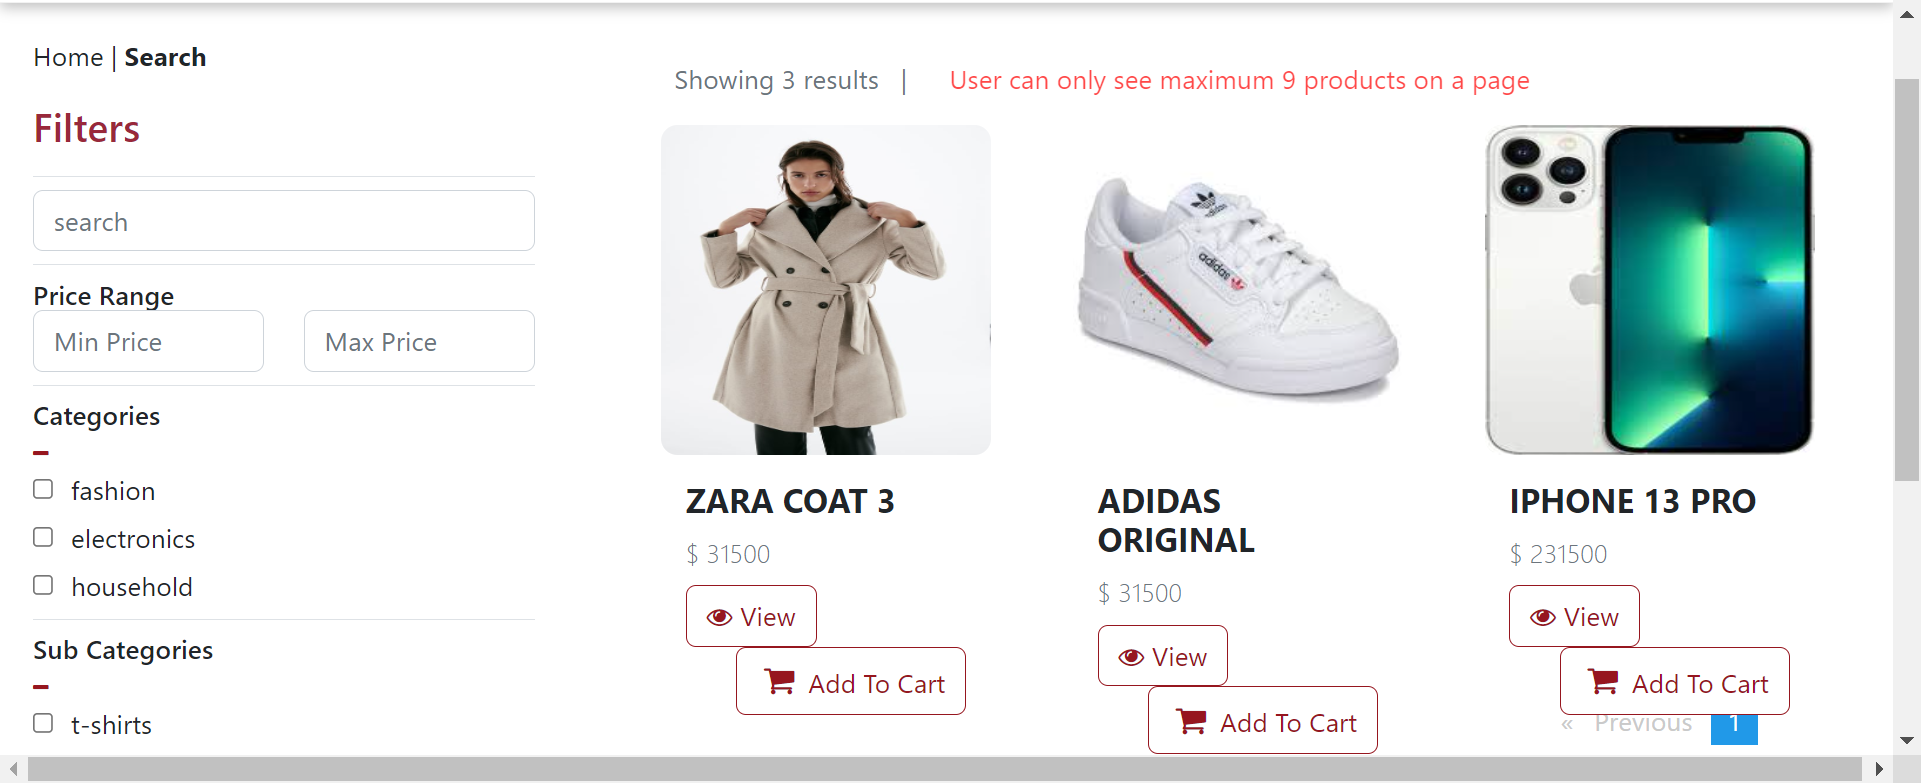 Home | Search
Filters
search
Price Range
Min Price Max Price
Categories
fashion
electronics
household
Sub Categories
t-shirts
Showing 3 results | User can only see maximum 9 products on a page
adidas
adidas
ZARA COAT 3
$ 31500
View
Add To Cart
ADIDAS
ORIGINAL
$ 31500
View
Add To Cart
IPHONE 13 PRO
$ 231500
View
Add To Cart
« Previous 1